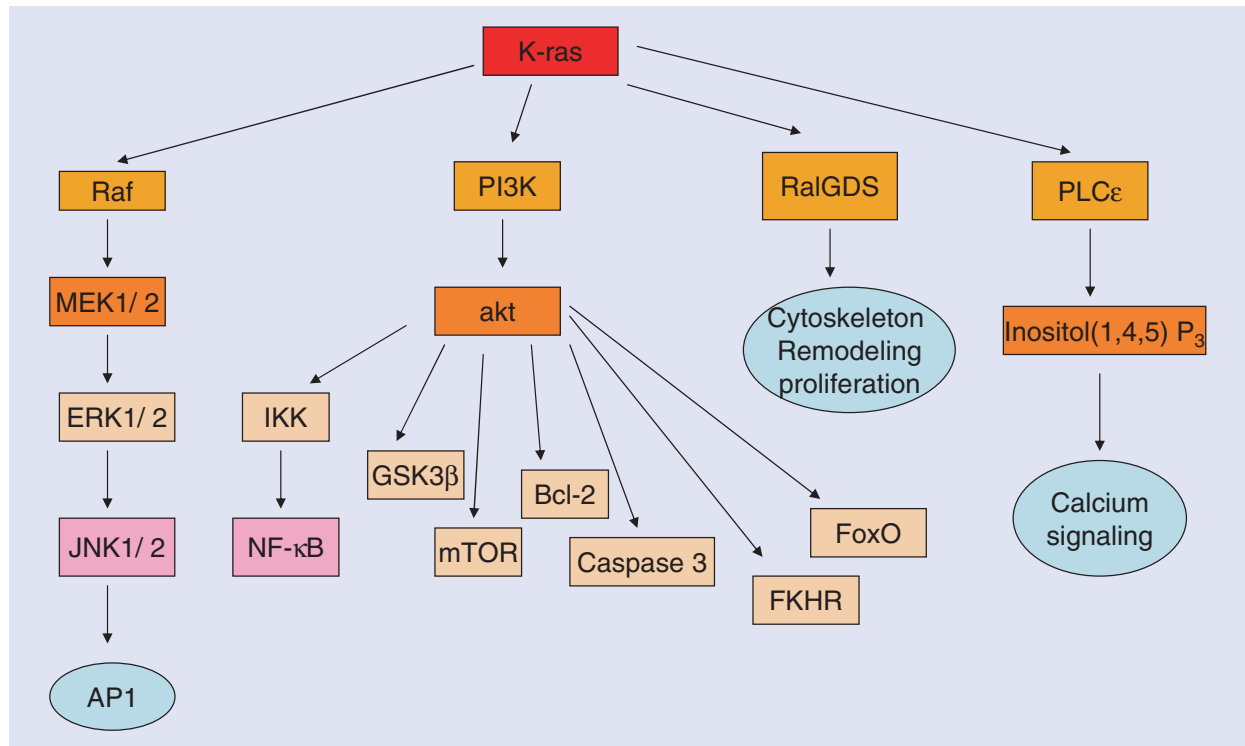 K-ras
Raf
PI3K
RalGDS
PLCε
MEK1/ 2
akt
Cytoskeleton
Remodeling
proliferation
Inositol(1,4,5) P₃
ERK1/ 2
IKK
GSK3β
Bcl-2
JNK1/ 2
NF-κB
mTOR
Caspase 3
FoxO
FKHR
Calcium
signaling
AP1